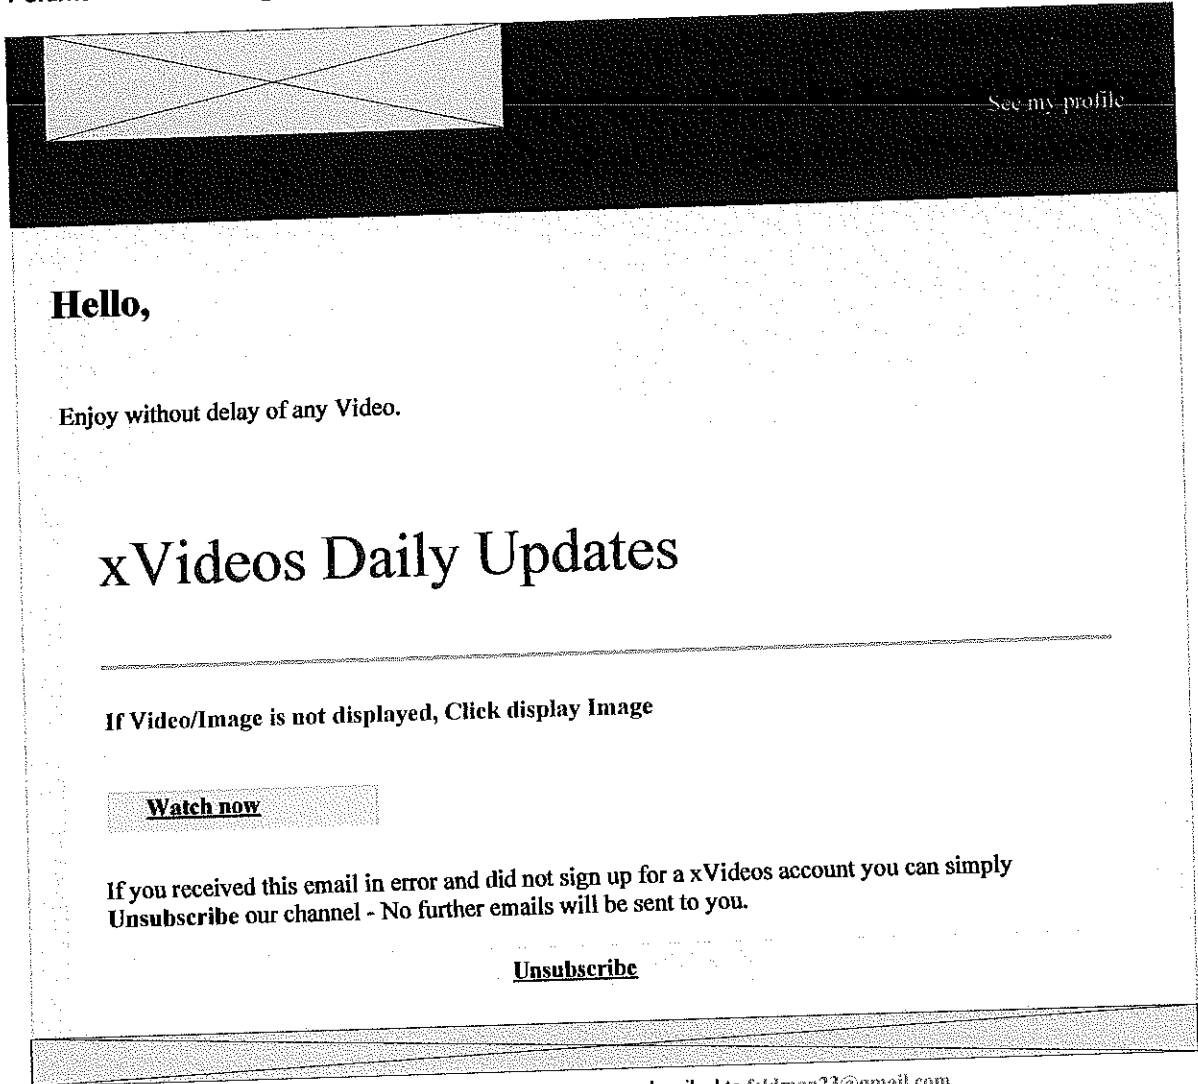 See my profile
Hello,
Enjoy without delay of any Video.
xVideos Daily Updates
If Video/Image is not displayed, Click display Image
Watch now
If you received this email in error and did not sign up for a xVideos account you can simply
Unsubscribe our channel - No further emails will be sent to you.
Unsubscribe
to